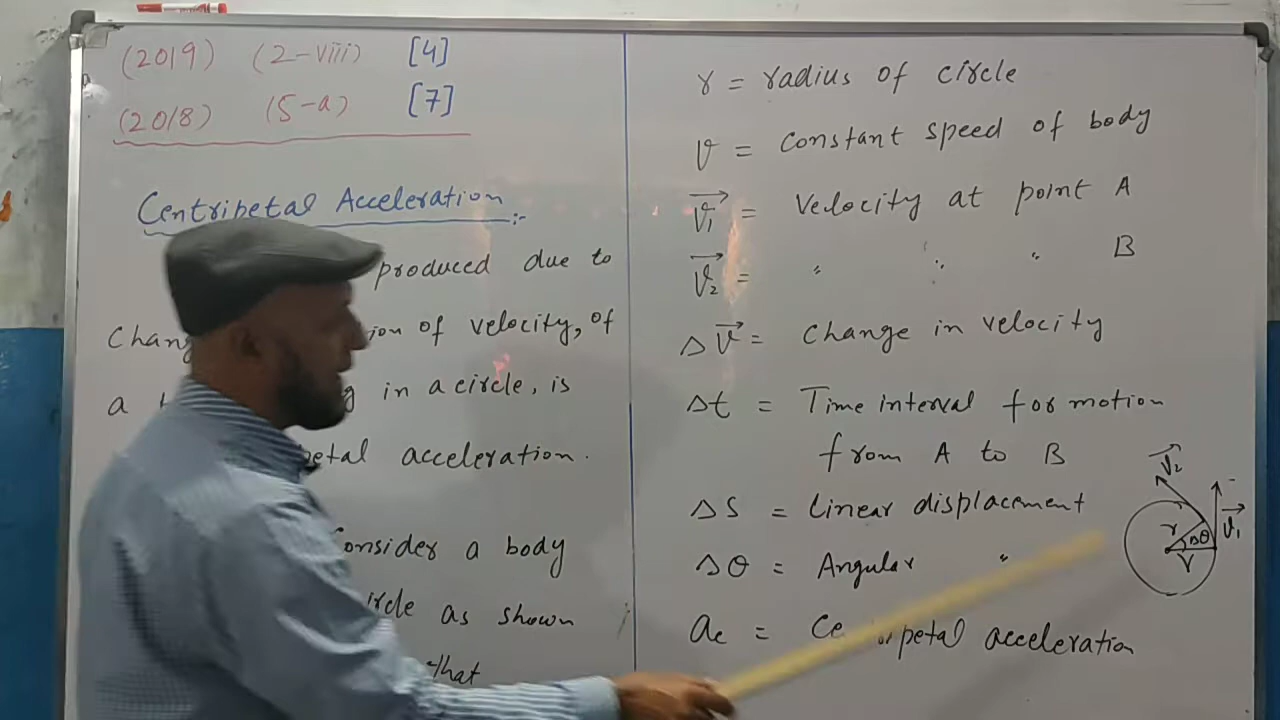 (2019) (2-viii) [4]
(2018) (5-a) [7]
Centripetal Acceleration :-
produced due to
Chang ion of velocity, of
a g in a circle, is
petal acceleration.
Consider a body
rcle as shown
that
r = radius of circle
v = Constant speed of body
v₁ = Velocity at point A
v₂ = " " " B
Δv = Change in velocity
Δt = Time interval for motion
from A to B
ΔS = Linear displacement
Δθ = Angular "
ac = Ce petal acceleration
v₂
r Δθ v₁
r